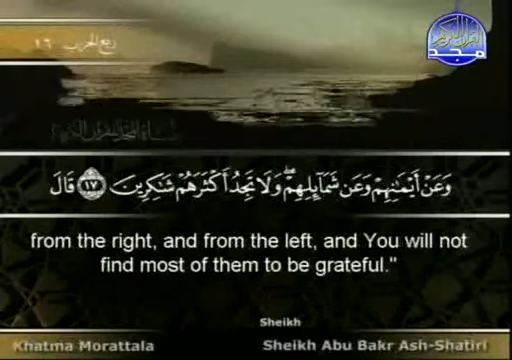 ربع الحزب ١٦
المجد
وَعَنْ أَيْمَـٰنِهِمْ وَعَن شَمَآئِلِهِمْ ۖ وَلَا تَجِدُ أَكْثَرَهُمْ شَـٰكِرِينَ ١٧ قَالَ
from the right, and from the left, and You will not
find most of them to be grateful."
Sheikh
Khatma Morattala
Sheikh Abu Bakr Ash-Shatiri